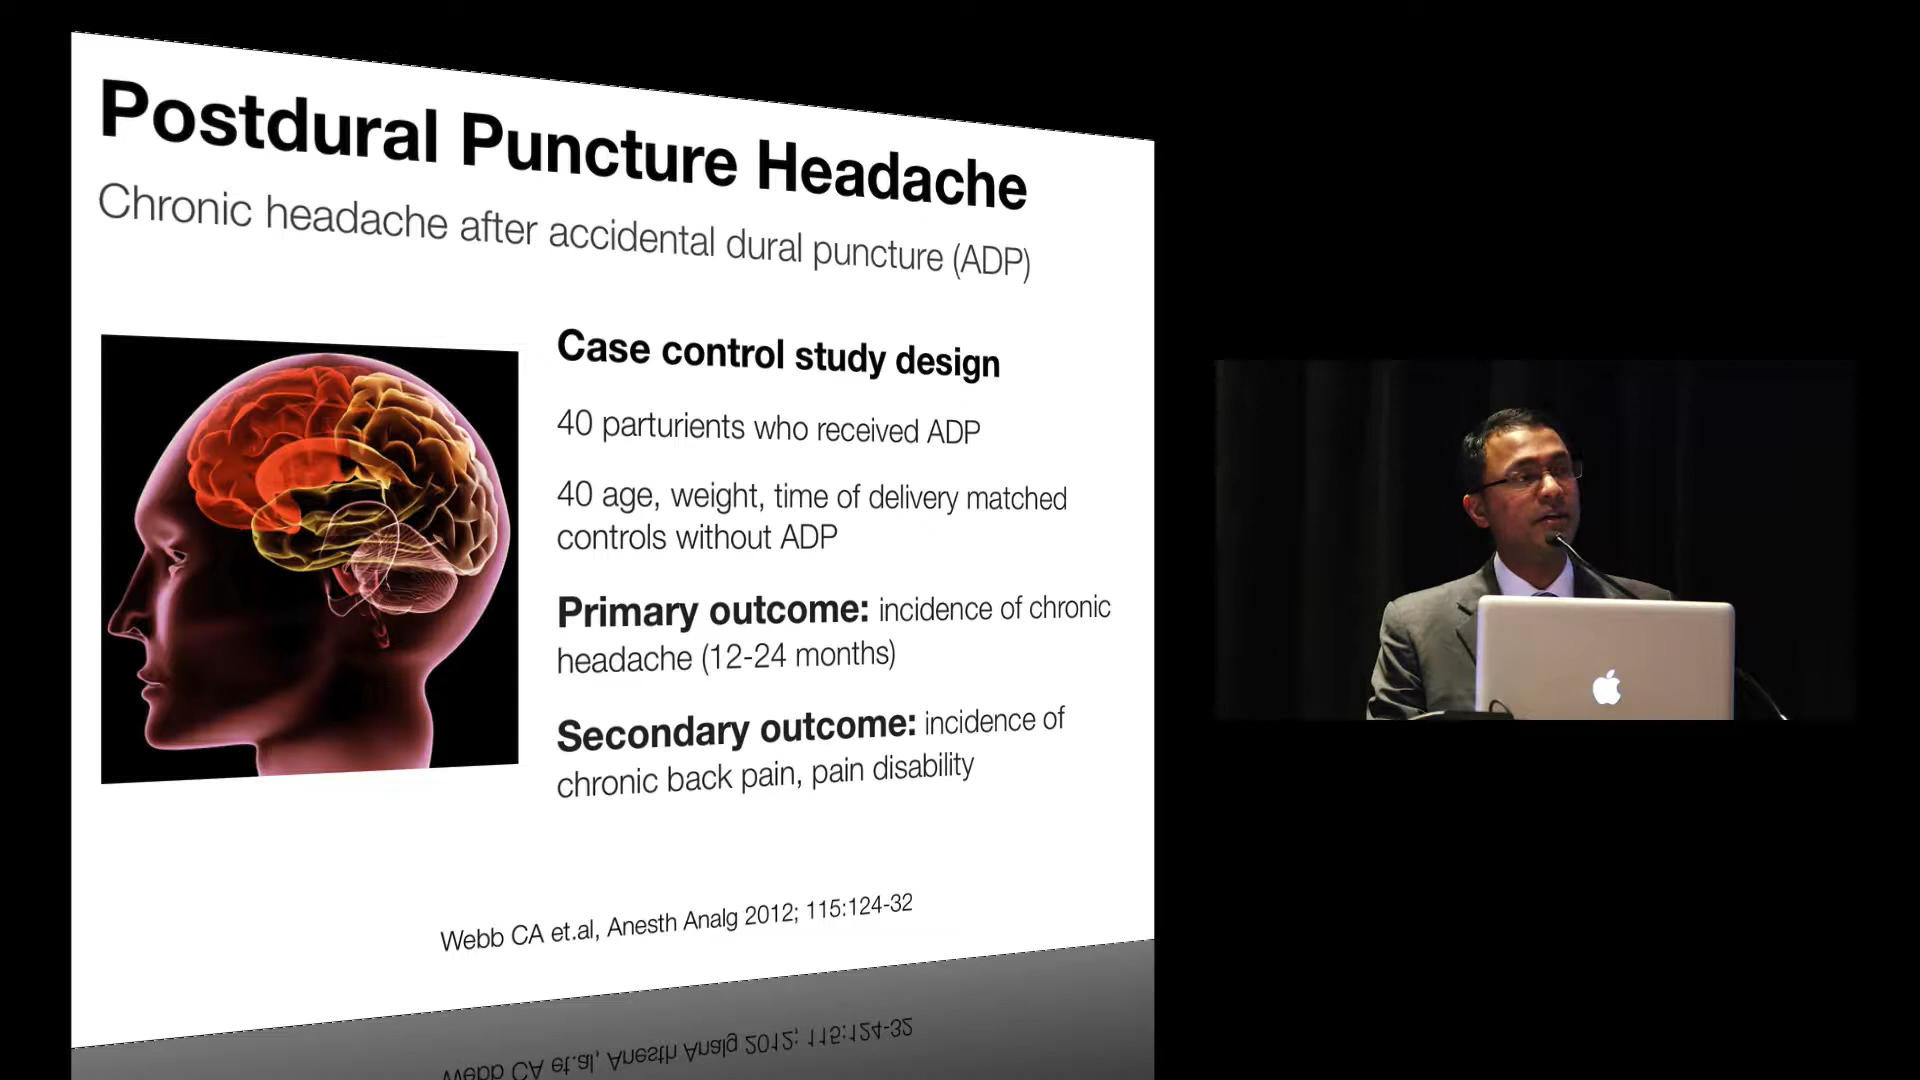 Postdural Puncture Headache
Chronic headache after accidental dural puncture (ADP)
Case control study design
40 parturients who received ADP
40 age, weight, time of delivery matched
controls without ADP
Primary outcome: incidence of chronic
headache (12-24 months)
Secondary outcome: incidence of
chronic back pain, pain disability
Webb CA et.al, Anesth Analg 2012; 115:124-32